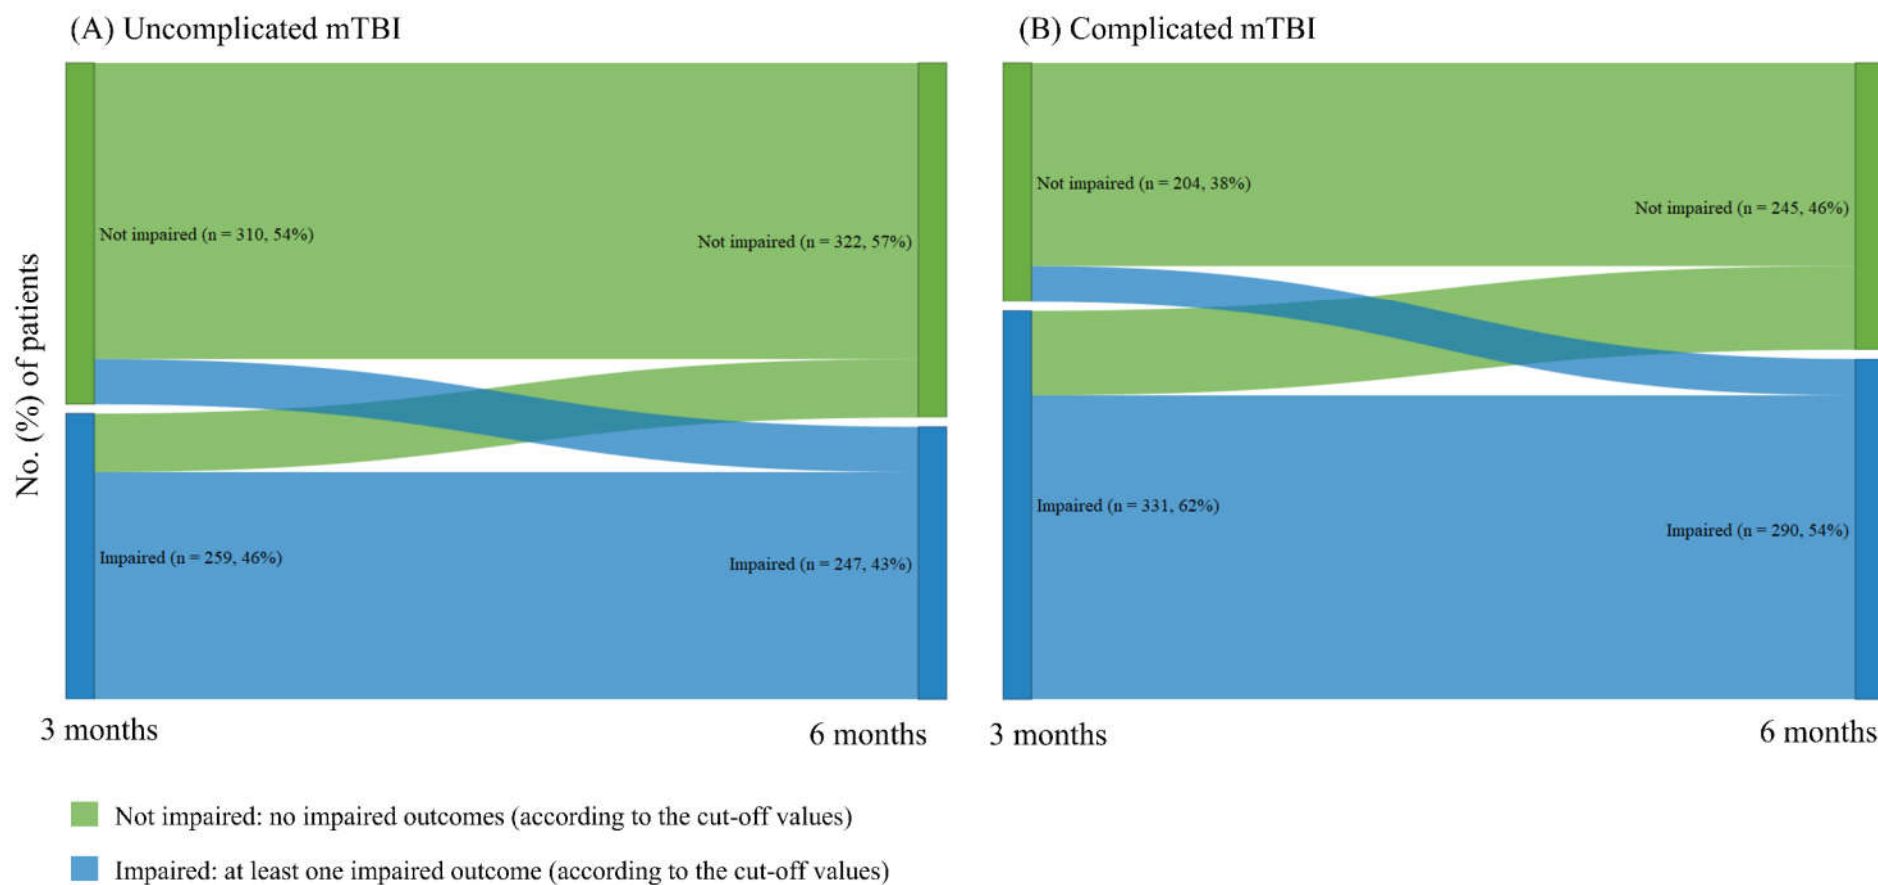 (A) Uncomplicated mTBI
(B) Complicated mTBI
No. (%) of patients
Not impaired (n = 310, 54%)
Not impaired (n = 322, 57%)
Impaired (n = 259, 46%)
Impaired (n = 247, 43%)
3 months
6 months
Not impaired (n = 204, 38%)
Not impaired (n = 245, 46%)
Impaired (n = 331, 62%)
Impaired (n = 290, 54%)
3 months
6 months
Not impaired: no impaired outcomes (according to the cut-off values)
Impaired: at least one impaired outcome (according to the cut-off values)